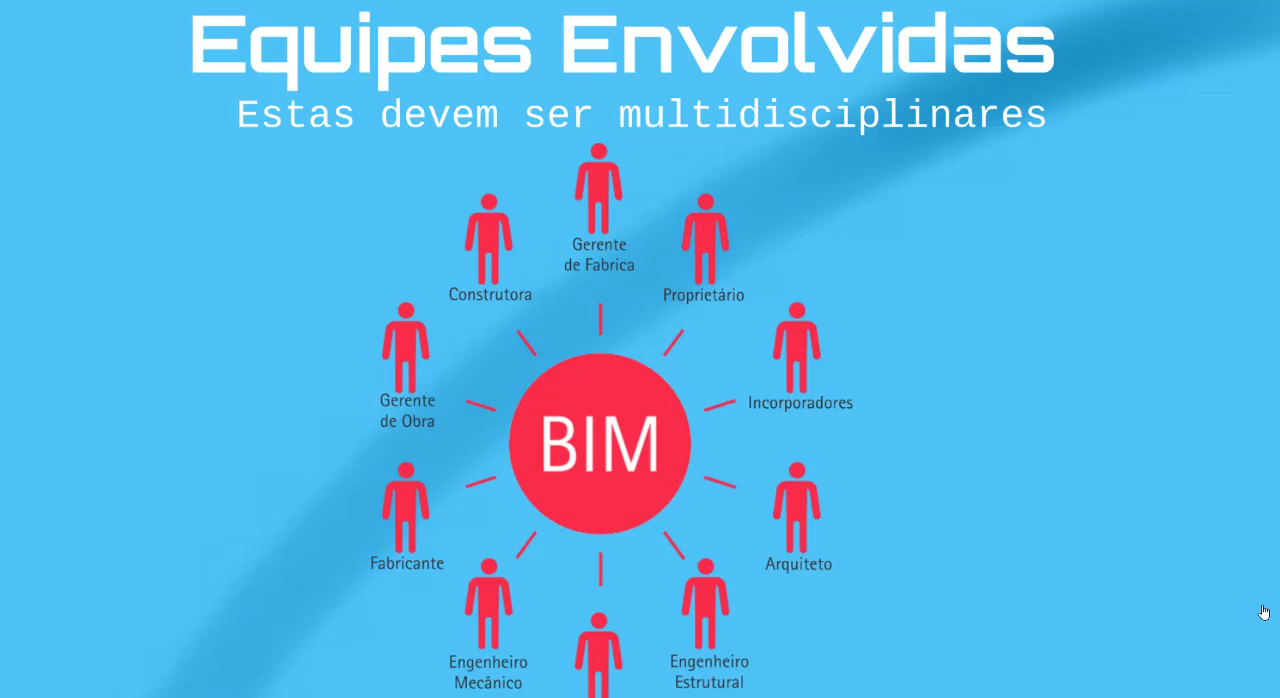 Equipes Envolvidas
Estas devem ser multidisciplinares
Gerente
de Fabrica
Construtora
Proprietário
Gerente
de Obra
Incorporadores
BIM
Fabricante
Arquiteto
Engenheiro
Mecânico
Engenheiro
Estrutural